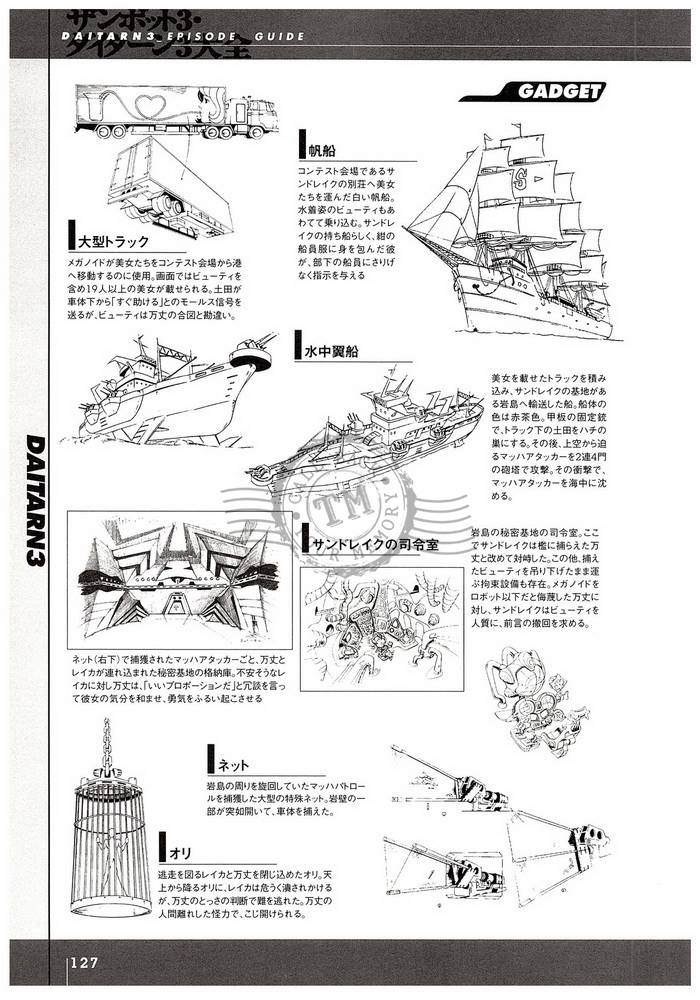 ザンボット3・
ダイターン3大全
DAITARN3 EPISODE GUIDE
GADGET
大型トラック
メガノイドが美女たちをコンテスト会場から港
へ移動するのに使用。画面ではビューティを
含め19人以上の美女が載せられる。土田が
車体下から「すぐ助ける」とのモールス信号を
送るが、ビューティは万丈の合図と勘違い。
帆船
コンテスト会場であるサ
ンドレイクの別荘へ美女
たちを運んだ白い帆船。
水着姿のビューティもあ
わてて乗り込む。サンドレ
イクの持ち船らしく、紺の
船員服に身を包んだ彼
が、部下の船員にさりげ
なく指示を与える
S
水中翼船
美女を載せたトラックを積み
込み、サンドレイクの基地があ
る岩島へ輸送した船。船体の
色は赤茶色。甲板の固定銃
で、トラック下の土田をハチの
巣にする。その後、上空から迫
るマッハアタッカーを2連4門
の砲塔で攻撃。その衝撃で、
マッハアタッカーを海中に沈
める。
DAITARN3
TM
サンドレイクの司令室
岩島の秘密基地の司令室。ここ
でサンドレイクは檻に捕らえた万
丈と改めて対峙した。この他、捕え
たビューティを吊り下げたまま運
ぶ拘束設備も存在。メガノイドを
ロボット以下だと侮蔑した万丈に
対し、サンドレイクはビューティを
人質に、前言の撤回を求める。
ネット(右下)で捕獲されたマッハアタッカーごと、万丈と
レイカが連れ込まれた秘密基地の格納庫。不安そうなレ
イカに対し万丈は、「いいプロポーションだ」と冗談を言っ
て彼女の気分を和ませ、勇気をふるい起こさせる
ネット
岩島の周りを旋回していたマッハパトロー
ルを捕獲した大型の特殊ネット。岩壁の一
部が突如開いて、車体を捕えた。
オリ
逃走を図るレイカと万丈を閉じ込めたオリ。天
上から降るオリに、レイカは危うく潰されかける
が、万丈のとっさの判断で難を逃れた。万丈の
人間離れした怪力で、こじ開けられる。
127